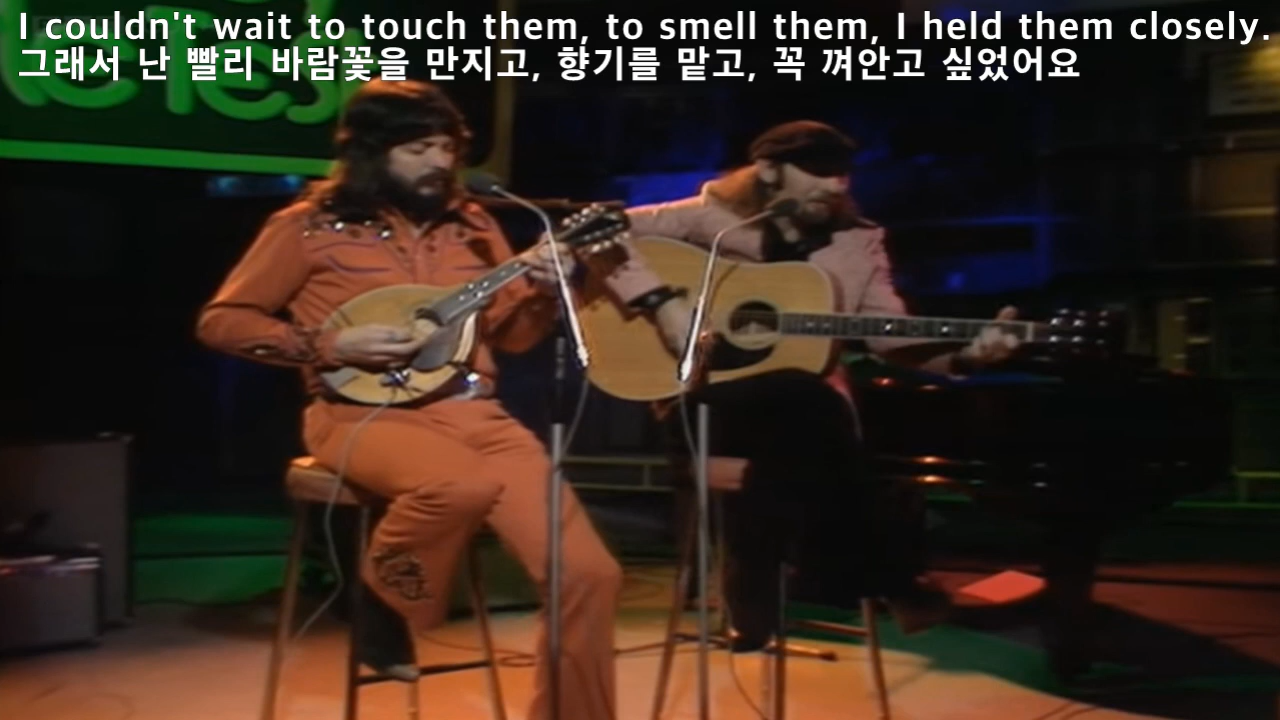 I couldn't wait to touch them, to smell them, I held them closely.
그래서 난 빨리 바람꽃을 만지고, 향기를 맡고, 꼭 껴안고 싶었어요